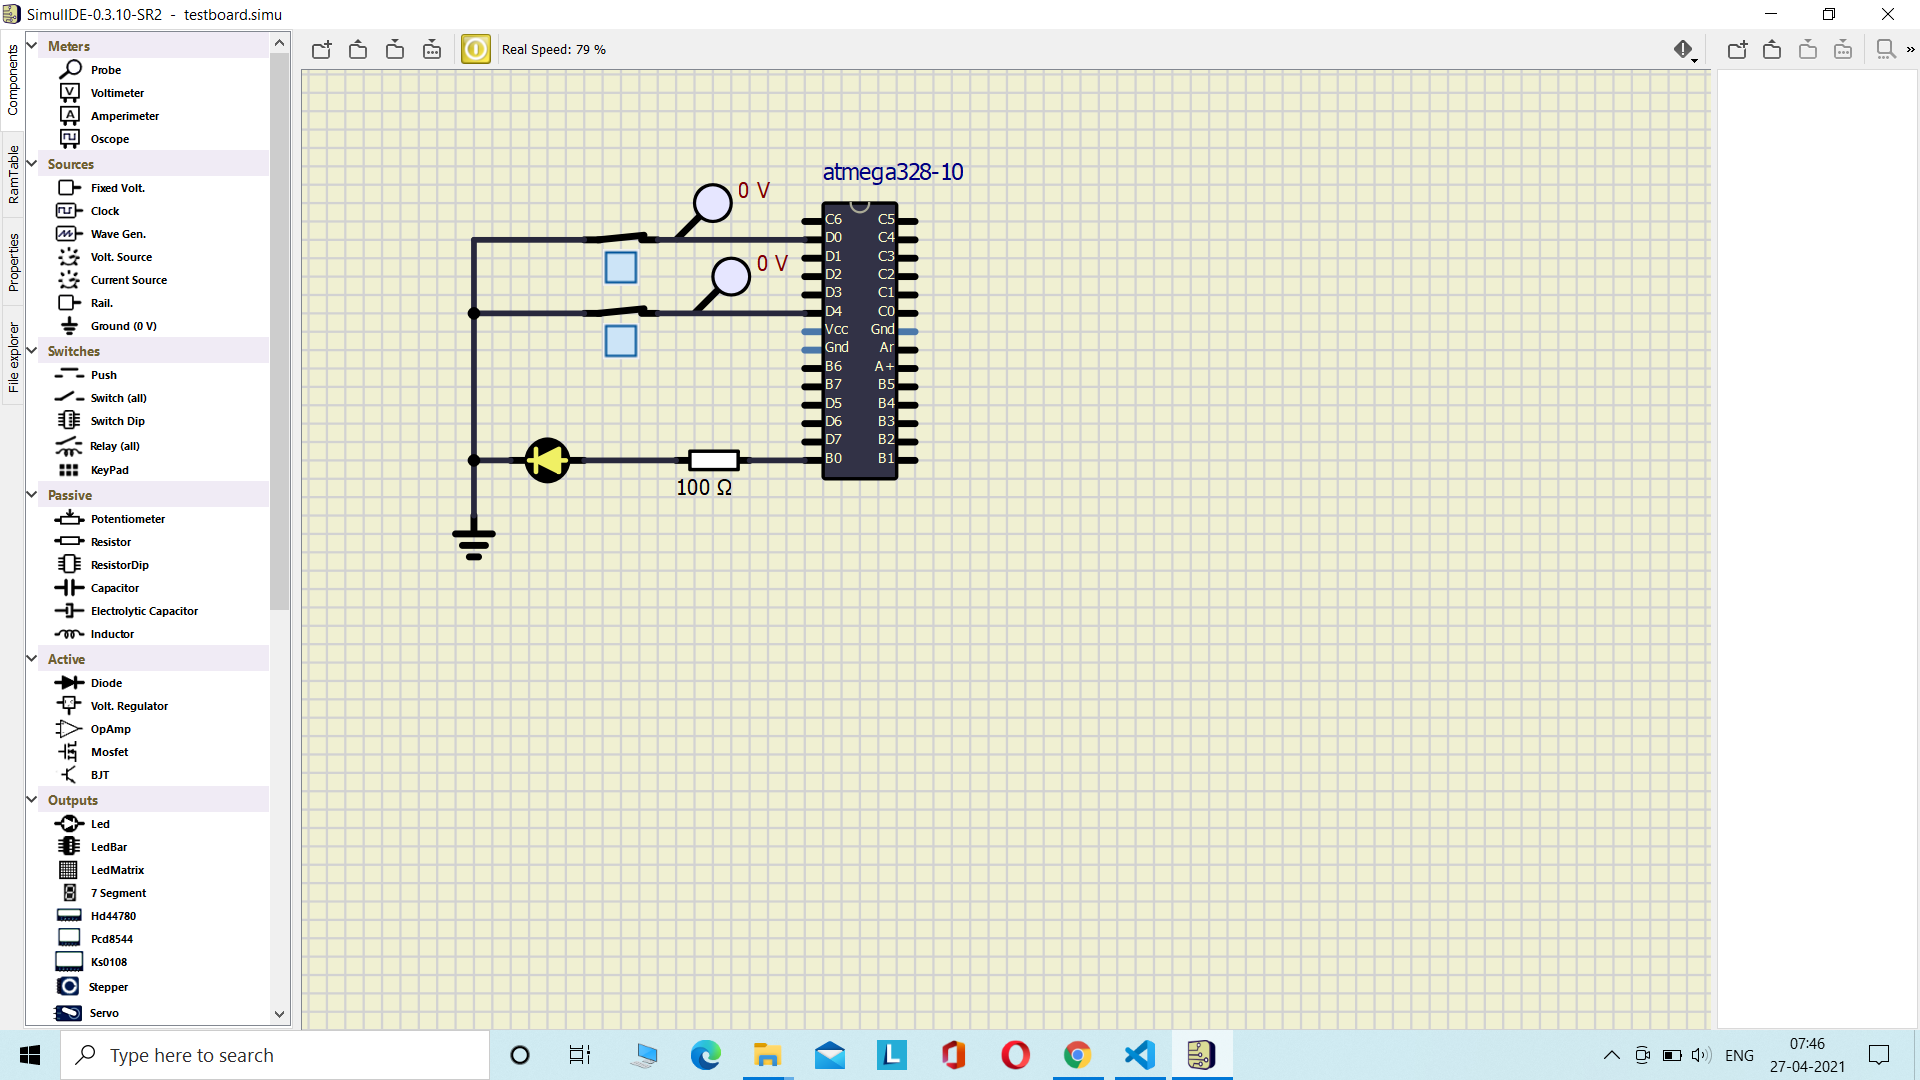 SimulIDE-0.3.10-SR2 - testboard.simu
Components
RamTable
Properties
File explorer
Meters
Probe
Voltimeter
Amperimeter
Oscope
Sources
Fixed Volt.
Clock
Wave Gen.
Volt. Source
Current Source
Rail.
Ground (0 V)
Switches
Push
Switch (all)
Switch Dip
Relay (all)
KeyPad
Passive
Potentiometer
Resistor
ResistorDip
Capacitor
Electrolytic Capacitor
Inductor
Active
Diode
Volt. Regulator
OpAmp
Mosfet
BJT
Outputs
Led
LedBar
LedMatrix
7 Segment
Hd44780
Pcd8544
Ks0108
Stepper
Servo
Real Speed: 79 %
»
atmega328-10
0 V
0 V
C6 C5
D0 C4
D1 C3
D2 C2
D3 C1
D4 C0
Vcc Gnd
Gnd Ar
B6 A+
B7 B5
D5 B4
D6 B3
D7 B2
B0 B1
100 Ω
Type here to search
L
ENG
07:46
27-04-2021